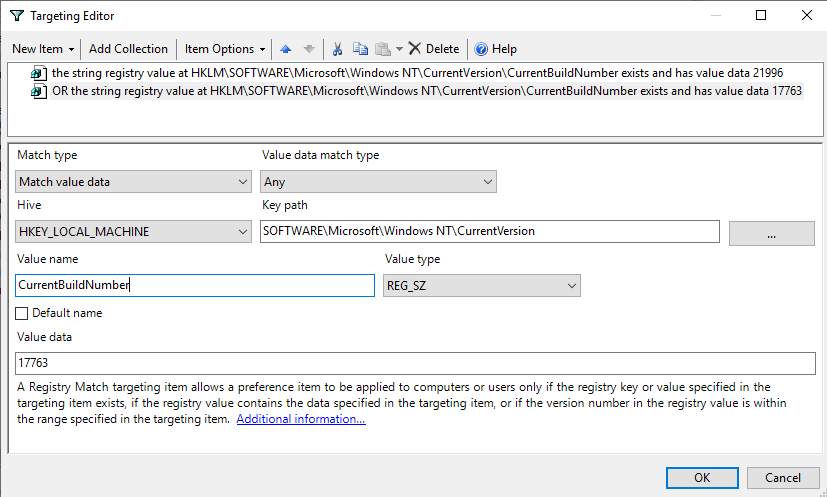 Targeting Editor
New Item Add Collection Item Options Delete Help
the string registry value at HKLM\SOFTWARE\Microsoft\Windows NT\CurrentVersion\CurrentBuildNumber exists and has value data 21996
OR the string registry value at HKLM\SOFTWARE\Microsoft\Windows NT\CurrentVersion\CurrentBuildNumber exists and has value data 17763
Match type Value data match type
Match value data Any
Hive Key path
HKEY_LOCAL_MACHINE SOFTWARE\Microsoft\Windows NT\CurrentVersion ...
Value name Value type
CurrentBuildNumber REG_SZ
Default name
Value data
17763
A Registry Match targeting item allows a preference item to be applied to computers or users only if the registry key or value specified in the
targeting item exists, if the registry value contains the data specified in the targeting item, or if the version number in the registry value is within
the range specified in the targeting item. Additional information...
OK Cancel